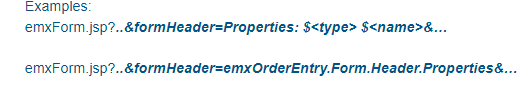 Examples:
emxForm.jsp?..&formHeader=Properties: $<type> $<name>&...
emxForm.jsp?..&formHeader=emxOrderEntry.Form.Header.Properties&...